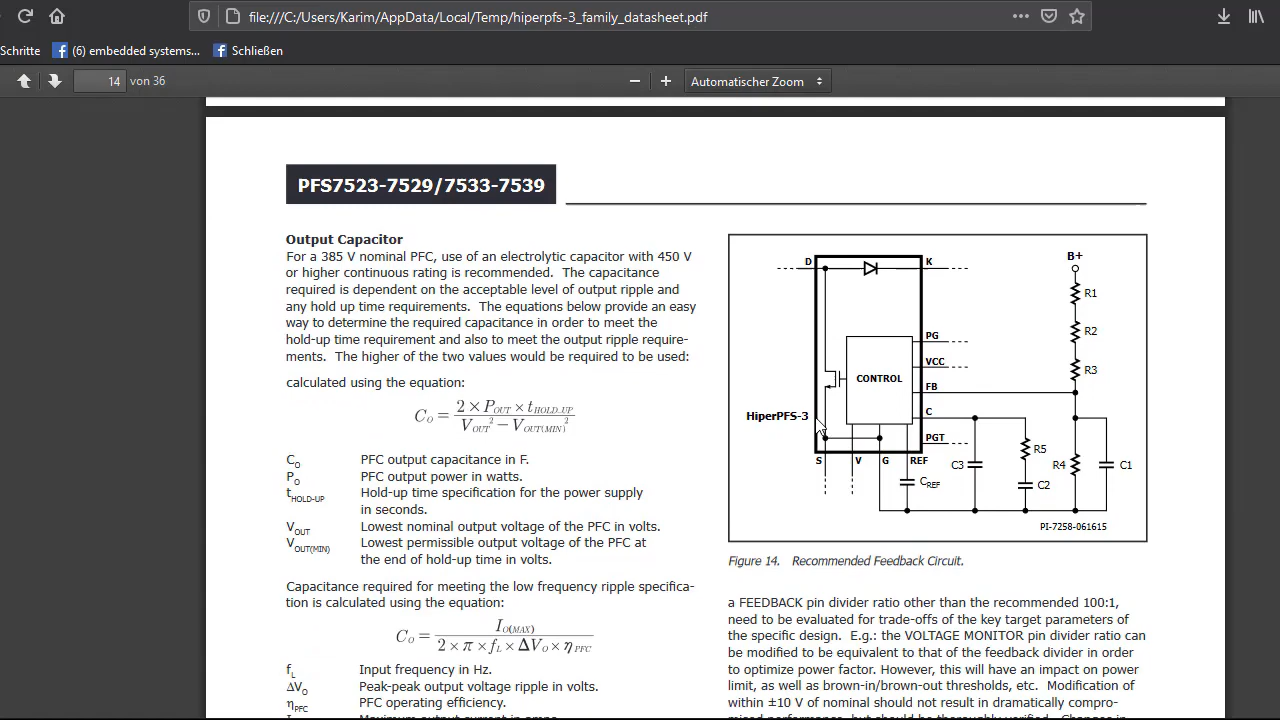 file:///C:/Users/Karim/AppData/Local/Temp/hiperpfs-3_family_datasheet.pdf
Schritte
(6) embedded systems...
Schließen
14 von 36
Automatischer Zoom
PFS7523-7529/7533-7539
Output Capacitor
For a 385 V nominal PFC, use of an electrolytic capacitor with 450 V
or higher continuous rating is recommended. The capacitance
required is dependent on the acceptable level of output ripple and
any hold up time requirements. The equations below provide an easy
way to determine the required capacitance in order to meet the
hold-up time requirement and also to meet the output ripple require-
ments. The higher of the two values would be required to be used:
calculated using the equation:
C_O = (2 × P_OUT × t_HOLD_UP) / (V_OUT² − V_OUT(MIN)²)
C_O PFC output capacitance in F.
P_O PFC output power in watts.
t_HOLD-UP Hold-up time specification for the power supply
in seconds.
V_OUT Lowest nominal output voltage of the PFC in volts.
V_OUT(MIN) Lowest permissible output voltage of the PFC at
the end of hold-up time in volts.
Capacitance required for meeting the low frequency ripple specifica-
tion is calculated using the equation:
C_O = I_O(MAX) / (2 × π × f_L × ΔV_O × η_PFC)
f_L Input frequency in Hz.
ΔV_O Peak-peak output voltage ripple in volts.
η_PFC PFC operating efficiency.
Maximum output current in amps.
D
K
B+
R1
R2
R3
PG
VCC
CONTROL
FB
HiperPFS-3
C
PGT
S
V
G
REF
C_REF
C3
R5
C2
R4
C1
PI-7258-061615
Figure 14. Recommended Feedback Circuit.
a FEEDBACK pin divider ratio other than the recommended 100:1,
need to be evaluated for trade-offs of the key target parameters of
the specific design. E.g.: the VOLTAGE MONITOR pin divider ratio can
be modified to be equivalent to that of the feedback divider in order
to optimize power factor. However, this will have an impact on power
limit, as well as brown-in/brown-out thresholds, etc. Modification of
within ±10 V of nominal should not result in dramatically compro-